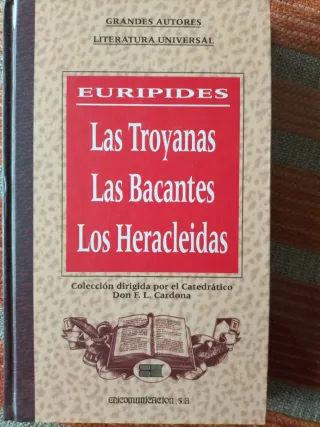 GRANDES AUTORES
LITERATURA UNIVERSAL
EURIPIDES
Las Troyanas
Las Bacantes
Los Heracleidas
Colección dirigida por el Catedrático
Don F. L. Cardona
EDICOMUNICACION, S.A.